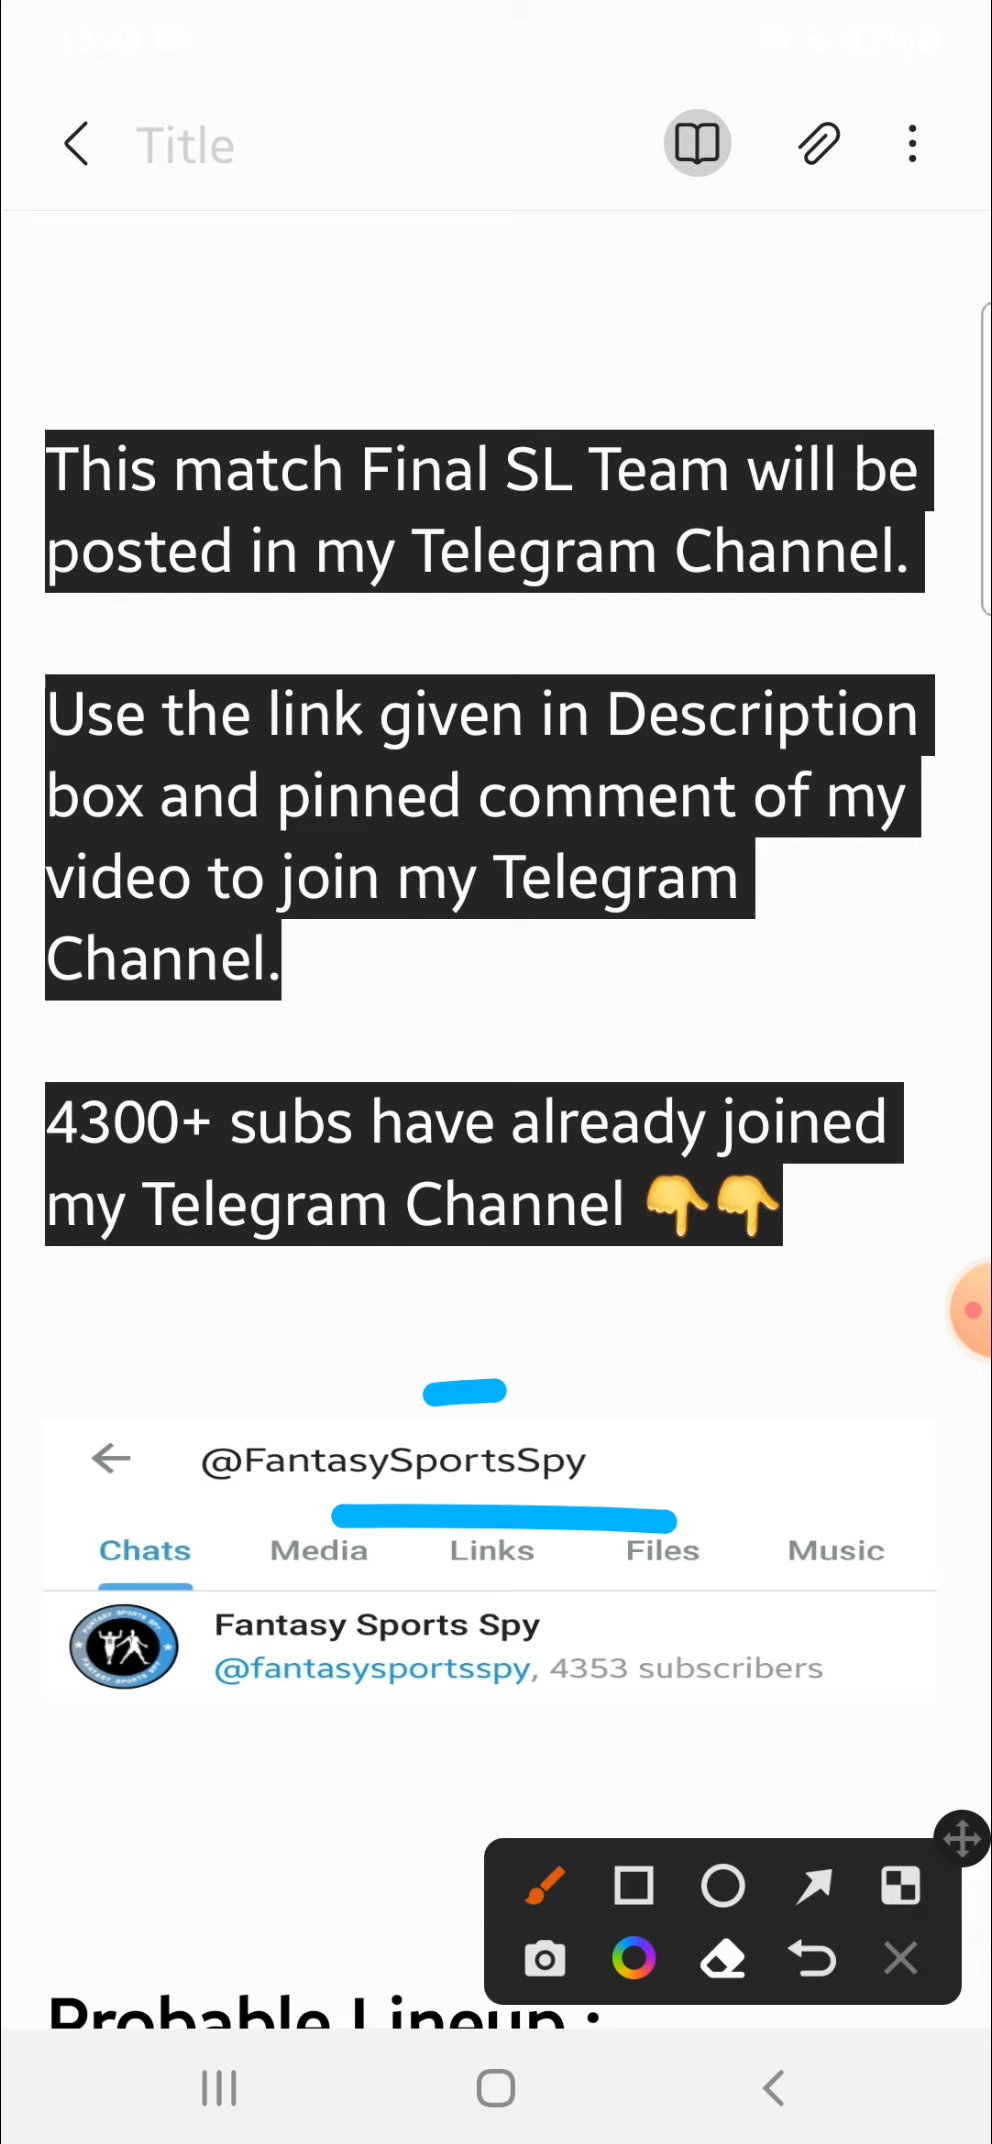 Title
This match Final SL Team will be
posted in my Telegram Channel.
Use the link given in Description
box and pinned comment of my
video to join my Telegram
Channel.
4300+ subs have already joined
my Telegram Channel 👇👇
@FantasySportsSpy
Chats Media Links Files Music
Fantasy Sports Spy
@fantasysportsspy, 4353 subscribers
Probable Lineup :